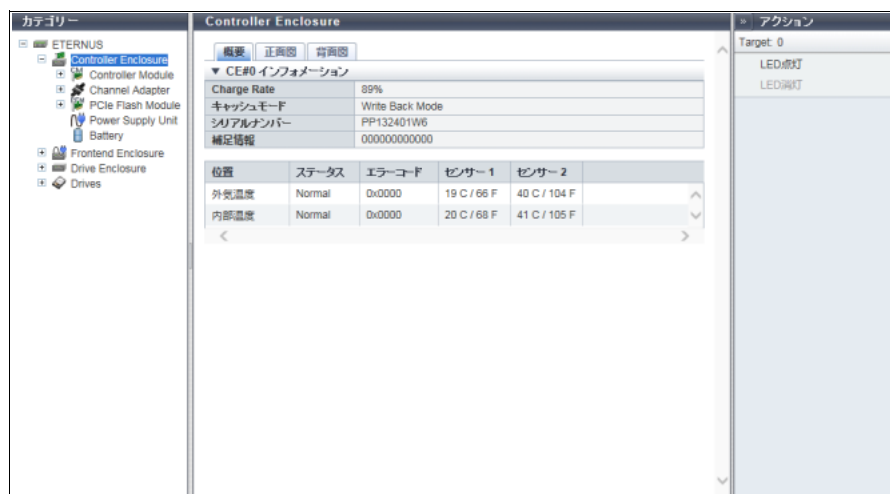 カテゴリー
ETERNUS
Controller Enclosure
Controller Module
Channel Adapter
PCIe Flash Module
Power Supply Unit
Battery
Frontend Enclosure
Drive Enclosure
Drives
Controller Enclosure
概要 正面図 背面図
▼ CE#0 インフォメーション
Charge Rate 89%
キャッシュモード Write Back Mode
シリアルナンバー PP132401W6
補足情報 000000000000
位置 ステータス エラーコード センサー 1 センサー 2
外気温度 Normal 0x0000 19 C / 66 F 40 C / 104 F
内部温度 Normal 0x0000 20 C / 68 F 41 C / 105 F
» アクション
Target: 0
LED点灯
LED消灯